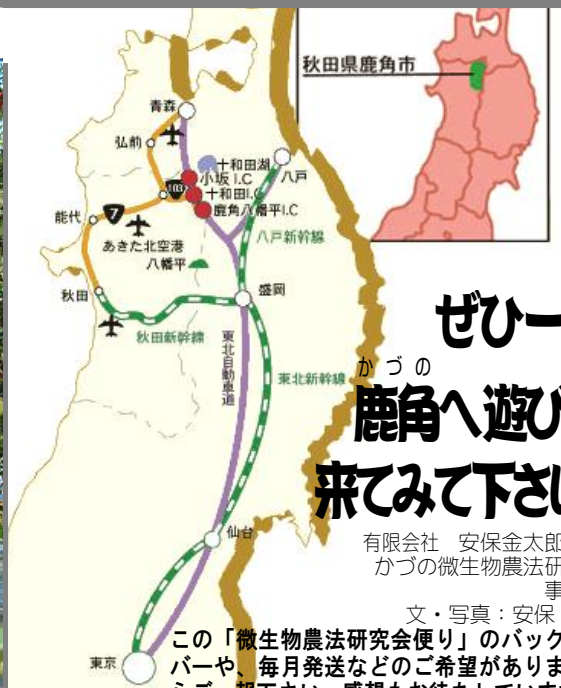 秋田県鹿角市
青森
弘前
十和田湖
小坂 I.C
八戸
103
十和田I.C
鹿角八幡平I.C
能代
7
あきた北空港
八戸新幹線
八幡平
秋田
盛岡
秋田新幹線
東北自動車道
東北新幹線
仙台
東京
ぜひ一
かづの
鹿角へ遊び
来てみて下さい
有限会社 安保金太郎
かづの微生物農法研
事
文・写真：安保
この「微生物農法研究会便り」のバック
バーや、毎月発送などのご希望がありま